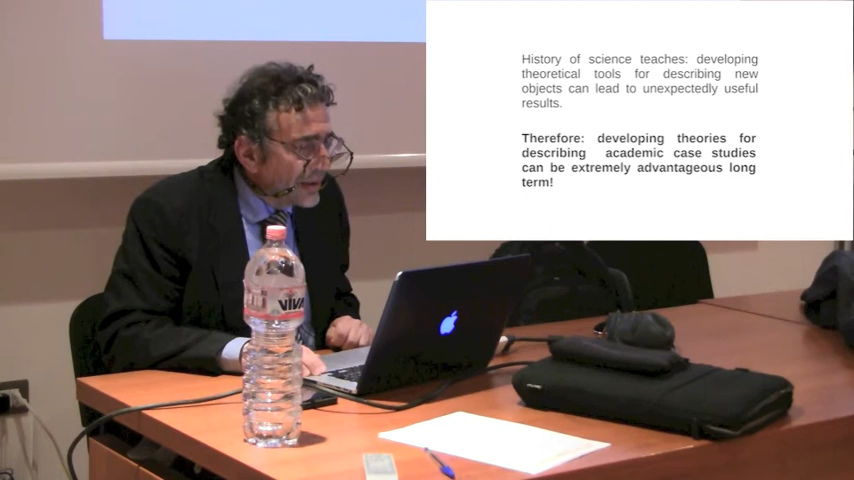 History of science teaches: developing
theoretical tools for describing new
objects can lead to unexpectedly useful
results.
Therefore: developing theories for
describing academic case studies
can be extremely advantageous long
term!
VIVA